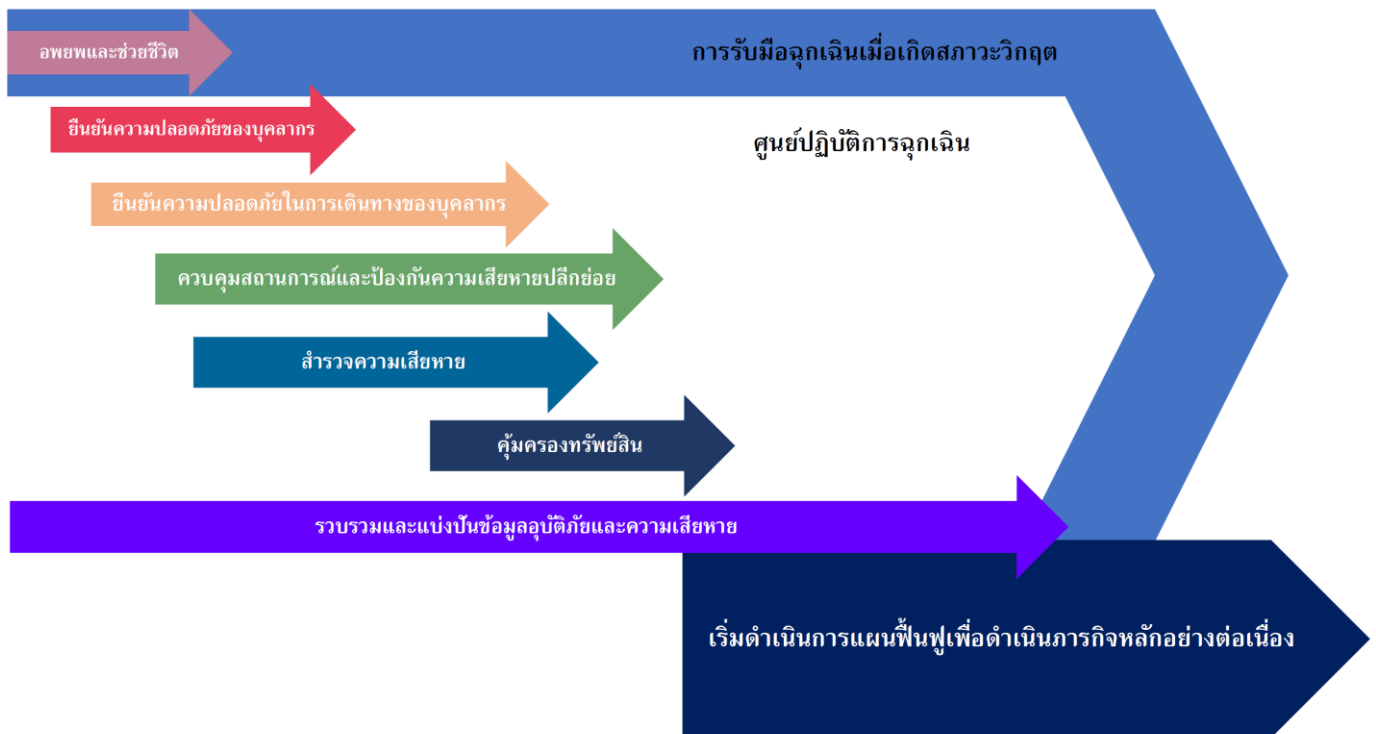 อพยพและช่วยชีวิต
การรับมือฉุกเฉินเมื่อเกิดสภาวะวิกฤต
ยืนยันความปลอดภัยของบุคลากร
ศูนย์ปฏิบัติการฉุกเฉิน
ยืนยันความปลอดภัยในการเดินทางของบุคลากร
ควบคุมสถานการณ์และป้องกันความเสียหายปลีกย่อย
สำรวจความเสียหาย
คุ้มครองทรัพย์สิน
รวบรวมและแบ่งปันข้อมูลอุบัติภัยและความเสียหาย
เริ่มดำเนินการแผนฟื้นฟูเพื่อดำเนินภารกิจหลักอย่างต่อเนื่อง